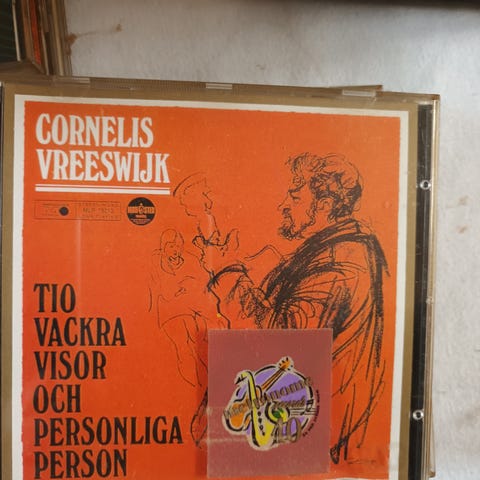 CORNELIS
VREESWIJK
TIO
VACKRA
VISOR
OCH
PERSONLIGA
PERSON